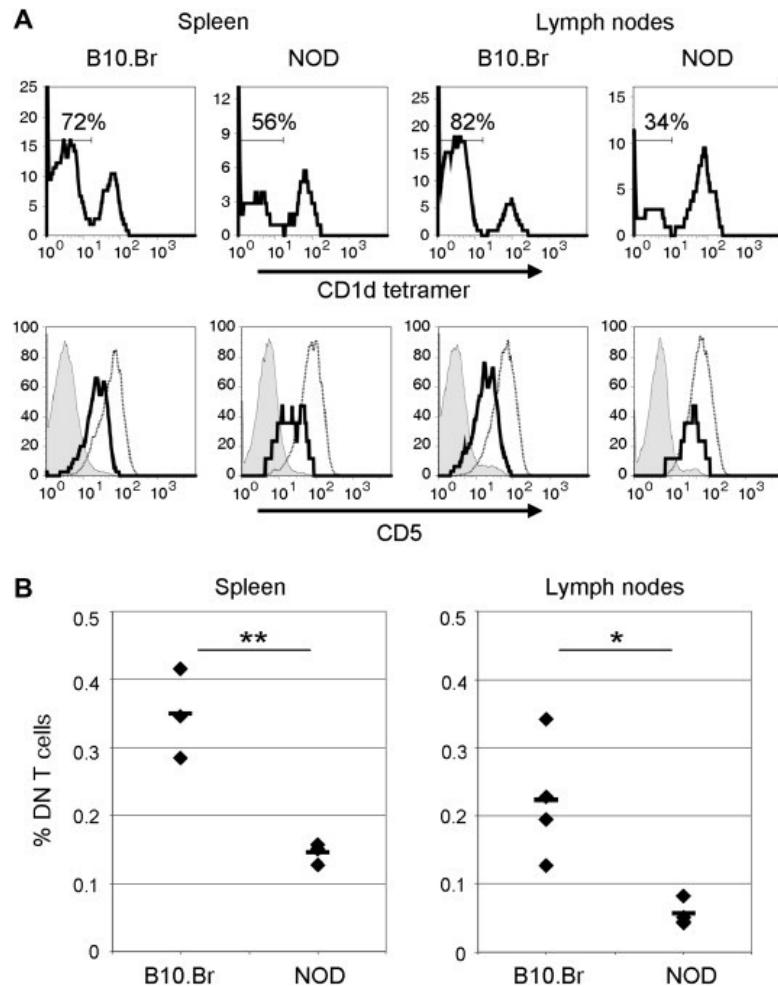 A
Spleen Lymph nodes
B10.Br NOD B10.Br NOD
25 20 15 10 5 0 72% 10⁰ 10¹ 10² 10³
12 9 6 3 0 56% 10⁰ 10¹ 10² 10³
25 20 15 10 5 0 82% 10⁰ 10¹ 10² 10³
15 10 5 0 34% 10⁰ 10¹ 10² 10³
CD1d tetramer
100 80 60 40 20 0 10⁰ 10¹ 10² 10³
100 80 60 40 20 0 10⁰ 10¹ 10² 10³
100 80 60 40 20 0 10⁰ 10¹ 10² 10³
100 80 60 40 20 0 10⁰ 10¹ 10² 10³
CD5
B
Spleen Lymph nodes
% DN T cells
0.5 0.4 0.3 0.2 0.1 0
**
B10.Br NOD
0.5 0.4 0.3 0.2 0.1 0
*
B10.Br NOD